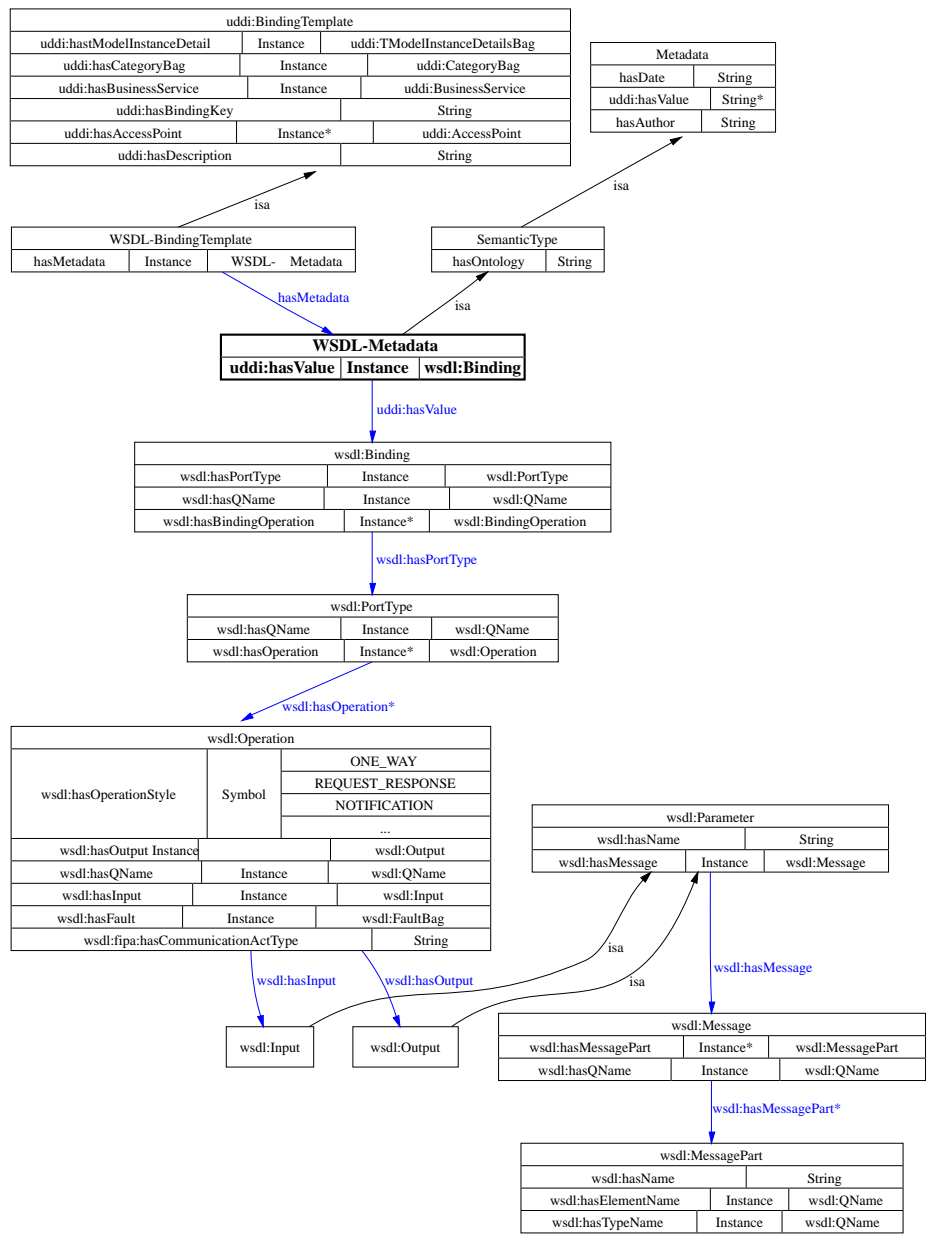 uddi:BindingTemplate
uddi:hastModelInstanceDetail Instance uddi:TModelInstanceDetailsBag
uddi:hasCategoryBag Instance uddi:CategoryBag
uddi:hasBusinessService Instance uddi:BusinessService
uddi:hasBindingKey String
uddi:hasAccessPoint Instance* uddi:AccessPoint
uddi:hasDescription String
Metadata
hasDate String
uddi:hasValue String*
hasAuthor String
isa
isa
WSDL-BindingTemplate
hasMetadata Instance WSDL- Metadata
SemanticType
hasOntology String
hasMetadata
isa
WSDL-Metadata
uddi:hasValue Instance wsdl:Binding
uddi:hasValue
wsdl:Binding
wsdl:hasPortType Instance wsdl:PortType
wsdl:hasQName Instance wsdl:QName
wsdl:hasBindingOperation Instance* wsdl:BindingOperation
wsdl:hasPortType
wsdl:PortType
wsdl:hasQName Instance wsdl:QName
wsdl:hasOperation Instance* wsdl:Operation
wsdl:hasOperation*
wsdl:Operation
wsdl:hasOperationStyle Symbol
ONE_WAY
REQUEST_RESPONSE
NOTIFICATION
...
wsdl:hasOutput Instance wsdl:Output
wsdl:hasQName Instance wsdl:QName
wsdl:hasInput Instance wsdl:Input
wsdl:hasFault Instance wsdl:FaultBag
wsdl:fipa:hasCommunicationActType String
wsdl:Parameter
wsdl:hasName String
wsdl:hasMessage Instance wsdl:Message
isa
wsdl:hasInput
wsdl:hasOutput
isa
wsdl:hasMessage
wsdl:Input
wsdl:Output
wsdl:Message
wsdl:hasMessagePart Instance* wsdl:MessagePart
wsdl:hasQName Instance wsdl:QName
wsdl:hasMessagePart*
wsdl:MessagePart
wsdl:hasName String
wsdl:hasElementName Instance wsdl:QName
wsdl:hasTypeName Instance wsdl:QName